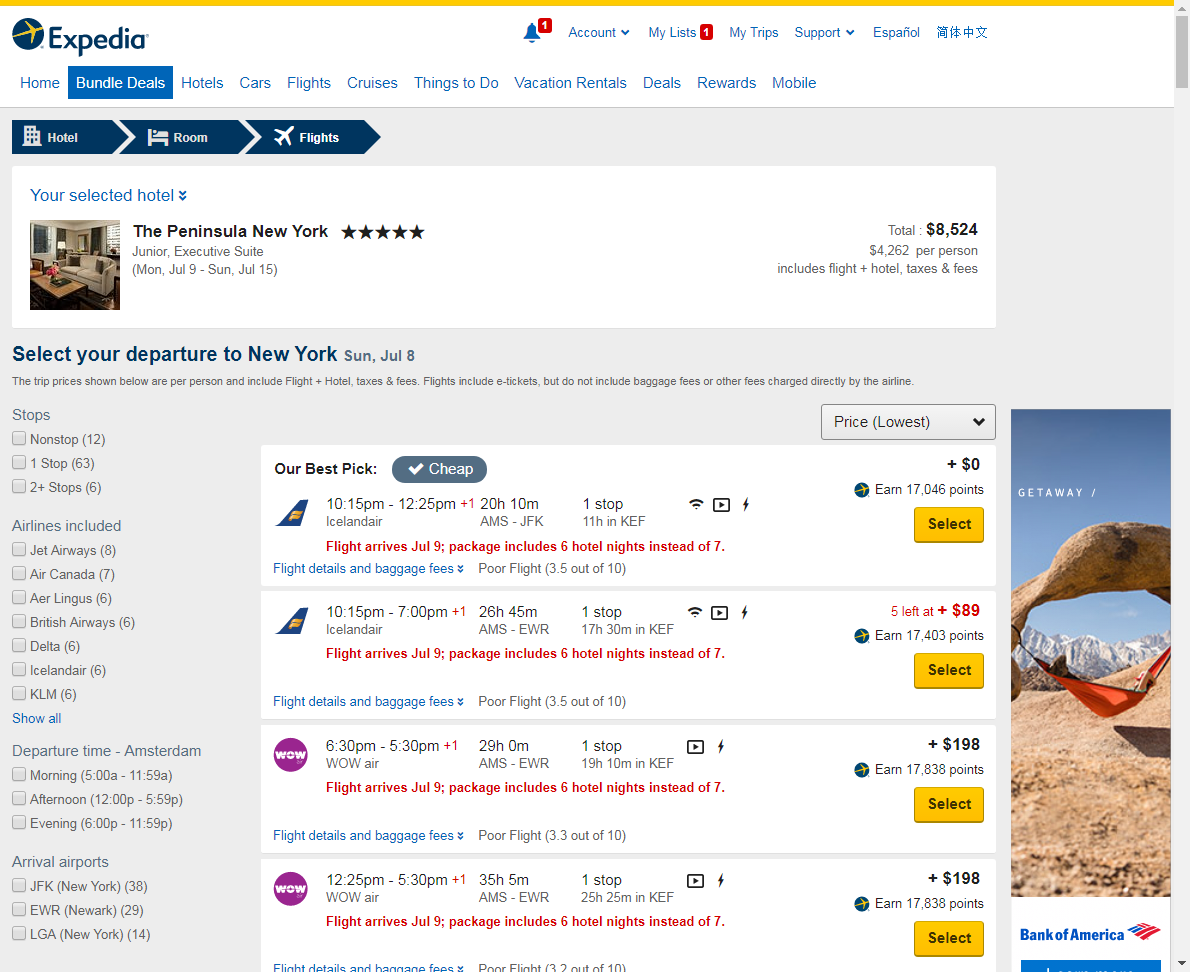 Expedia
1
Account
My Lists 1
My Trips
Support
Español
简体中文
Home
Bundle Deals
Hotels
Cars
Flights
Cruises
Things to Do
Vacation Rentals
Deals
Rewards
Mobile
Hotel
Room
Flights
Your selected hotel
The Peninsula New York
Junior, Executive Suite
(Mon, Jul 9 - Sun, Jul 15)
Total : $8,524
$4,262 per person
includes flight + hotel, taxes & fees
Select your departure to New York Sun, Jul 8
The trip prices shown below are per person and include Flight + Hotel, taxes & fees. Flights include e-tickets, but do not include baggage fees or other fees charged directly by the airline.
Stops
Nonstop (12)
1 Stop (63)
2+ Stops (6)
Airlines included
Jet Airways (8)
Air Canada (7)
Aer Lingus (6)
British Airways (6)
Delta (6)
Icelandair (6)
KLM (6)
Show all
Departure time - Amsterdam
Morning (5:00a - 11:59a)
Afternoon (12:00p - 5:59p)
Evening (6:00p - 11:59p)
Arrival airports
JFK (New York) (38)
EWR (Newark) (29)
LGA (New York) (14)
Price (Lowest)
Our Best Pick: Cheap
+ $0
10:15pm - 12:25pm +1 20h 10m 1 stop
Icelandair AMS - JFK 11h in KEF
Earn 17,046 points
Select
Flight arrives Jul 9; package includes 6 hotel nights instead of 7.
Flight details and baggage fees Poor Flight (3.5 out of 10)
10:15pm - 7:00pm +1 26h 45m 1 stop
Icelandair AMS - EWR 17h 30m in KEF
5 left at + $89
Earn 17,403 points
Select
Flight arrives Jul 9; package includes 6 hotel nights instead of 7.
Flight details and baggage fees Poor Flight (3.5 out of 10)
wow
6:30pm - 5:30pm +1 29h 0m 1 stop
WOW air AMS - EWR 19h 10m in KEF
+ $198
Earn 17,838 points
Select
Flight arrives Jul 9; package includes 6 hotel nights instead of 7.
Flight details and baggage fees Poor Flight (3.3 out of 10)
wow
12:25pm - 5:30pm +1 35h 5m 1 stop
WOW air AMS - EWR 25h 25m in KEF
+ $198
Earn 17,838 points
Select
Flight arrives Jul 9; package includes 6 hotel nights instead of 7.
Flight details and baggage fees Poor Flight (3.2 out of 10)
GETAWAY /
Bank of America